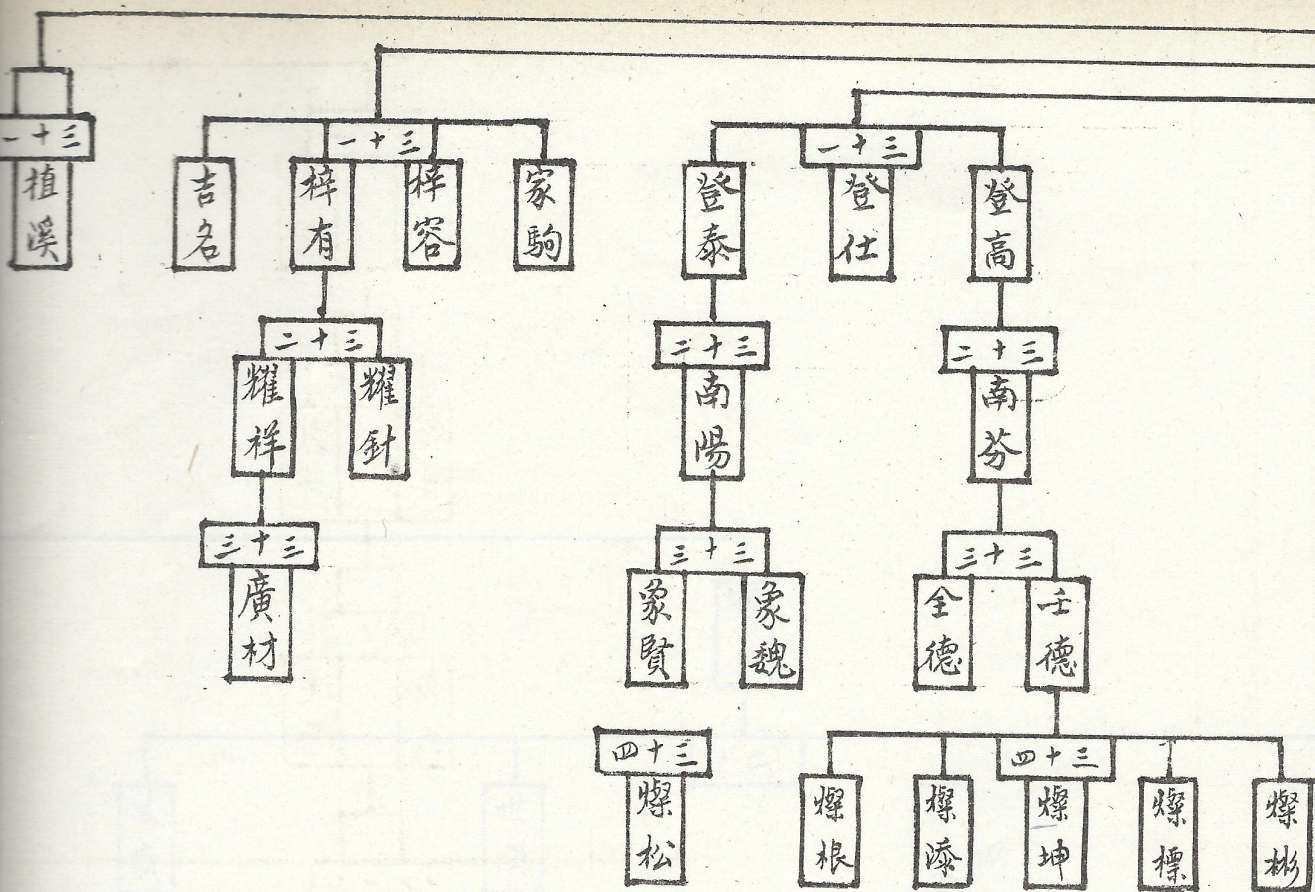 三十一
登高
登仕
登泰
三十一
家駒
梓容
梓有
吉名
三十一
植溪
三十二
南芬
三十二
南陽
三十二
耀針
耀祥
三十三
壬德
全德
三十三
象魏
象賢
三十三
廣材
三十四
燦彬
燦標
燦坤
燦添
燦根
三十四
燦松